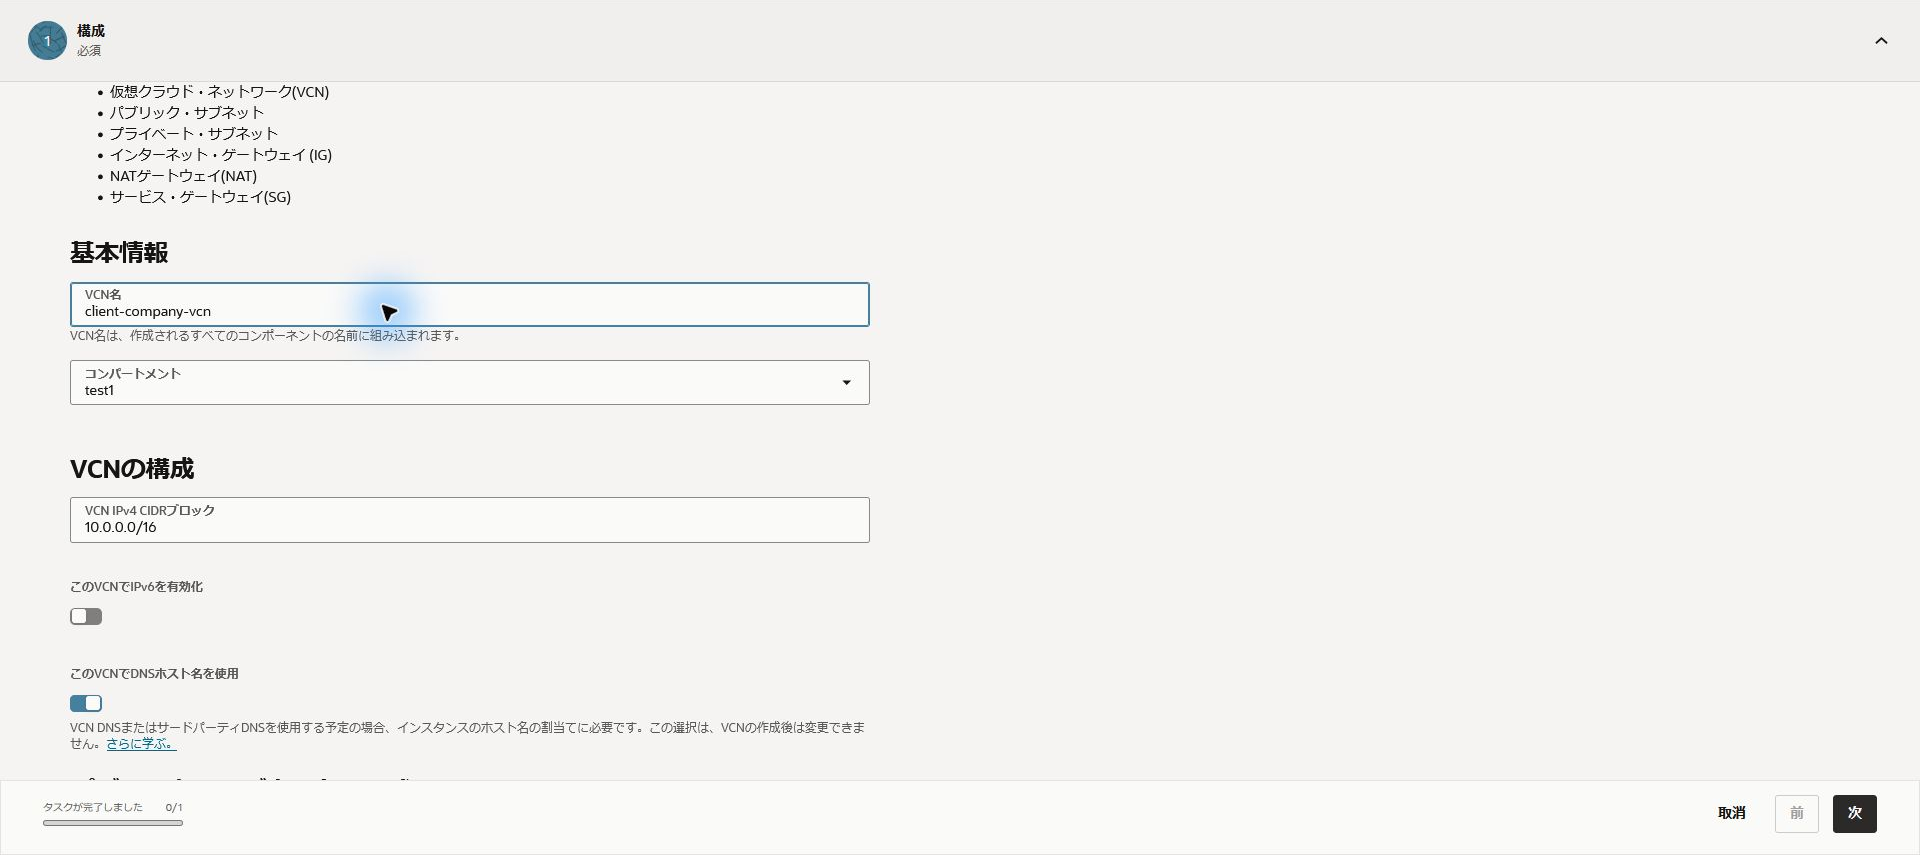 1
構成
必須
• 仮想クラウド・ネットワーク(VCN)
• パブリック・サブネット
• プライベート・サブネット
• インターネット・ゲートウェイ (IG)
• NATゲートウェイ(NAT)
• サービス・ゲートウェイ(SG)
基本情報
VCN名
client-company-vcn
VCN名は、作成されるすべてのコンポーネントの名前に組み込まれます。
コンパートメント
test1
VCNの構成
VCN IPv4 CIDRブロック
10.0.0.0/16
このVCNでIPv6を有効化
このVCNでDNSホスト名を使用
VCN DNSまたはサードパーティDNSを使用する予定の場合、インスタンスのホスト名の割当てに必要です。この選択は、VCNの作成後は変更できま
せん。さらに学ぶ。
タスクが完了しました 0/1
取消
前
次